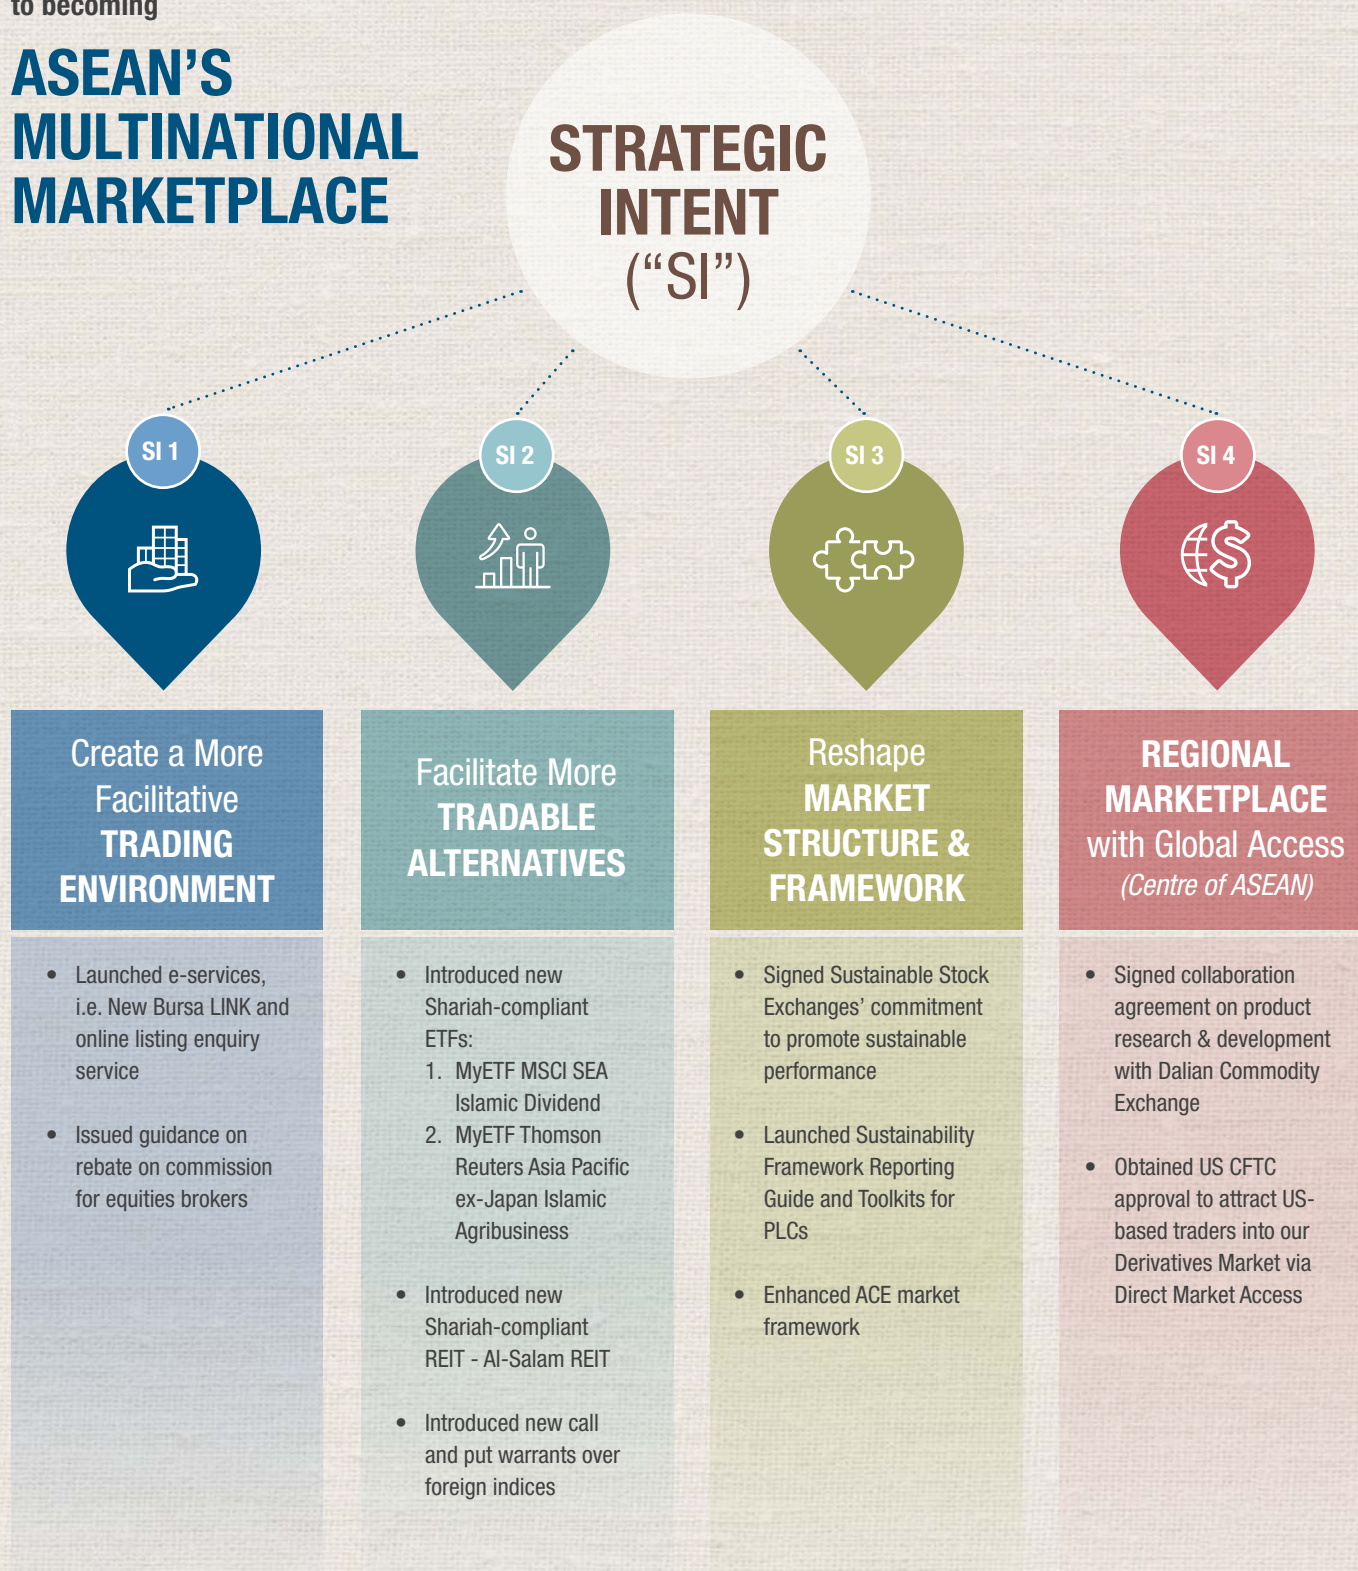 to becoming
ASEAN’S
MULTINATIONAL
MARKETPLACE
STRATEGIC
INTENT
(“SI”)
SI 1
SI 2
SI 3
SI 4
Create a More
Facilitative
TRADING
ENVIRONMENT
• Launched e-services,
i.e. New Bursa LINK and
online listing enquiry
service
• Issued guidance on
rebate on commission
for equities brokers
Facilitate More
TRADABLE
ALTERNATIVES
• Introduced new
Shariah-compliant
ETFs:
1. MyETF MSCI SEA
Islamic Dividend
2. MyETF Thomson
Reuters Asia Pacific
ex-Japan Islamic
Agribusiness
• Introduced new
Shariah-compliant
REIT - Al-Salam REIT
• Introduced new call
and put warrants over
foreign indices
Reshape
MARKET
STRUCTURE &
FRAMEWORK
• Signed Sustainable Stock
Exchanges’ commitment
to promote sustainable
performance
• Launched Sustainability
Framework Reporting
Guide and Toolkits for
PLCs
• Enhanced ACE market
framework
REGIONAL
MARKETPLACE
with Global Access
(Centre of ASEAN)
• Signed collaboration
agreement on product
research & development
with Dalian Commodity
Exchange
• Obtained US CFTC
approval to attract US-
based traders into our
Derivatives Market via
Direct Market Access